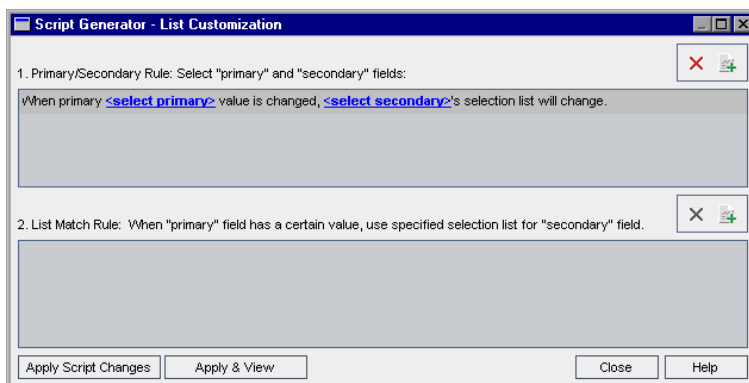 Script Generator - List Customization
1. Primary/Secondary Rule: Select "primary" and "secondary" fields:
When primary <select primary> value is changed, <select secondary>'s selection list will change.
2. List Match Rule:  When "primary" field has a certain value, use specified selection list for "secondary" field.
Apply Script Changes
Apply & View
Close
Help